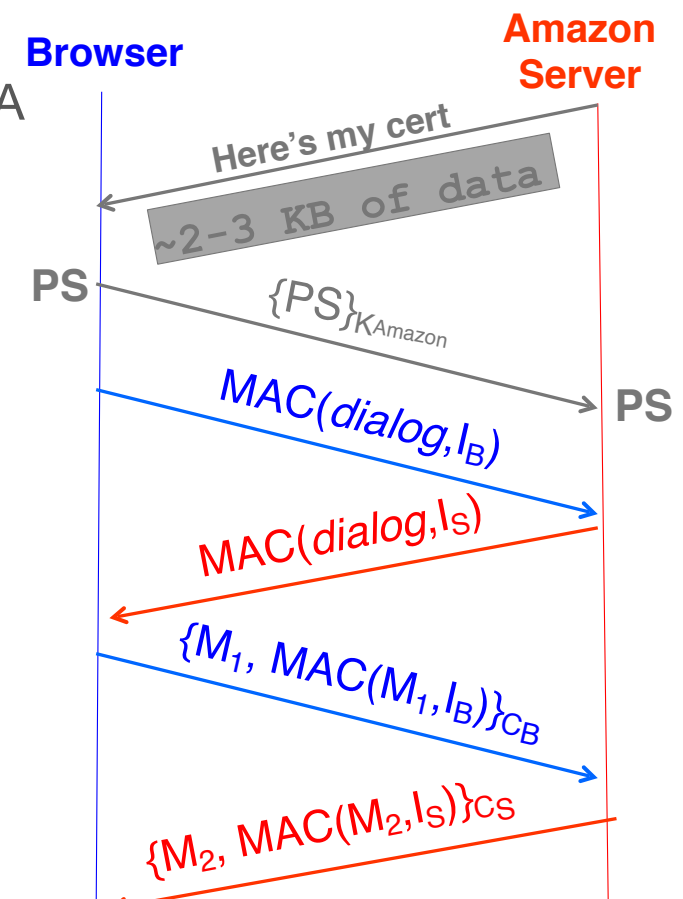 Browser
Amazon
Server
A
Here's my cert
~2-3 KB of data
PS
{PS}KAmazon
PS
MAC(dialog,IB)
MAC(dialog,IS)
{M1, MAC(M1,IB)}CB
{M2, MAC(M2,IS)}CS